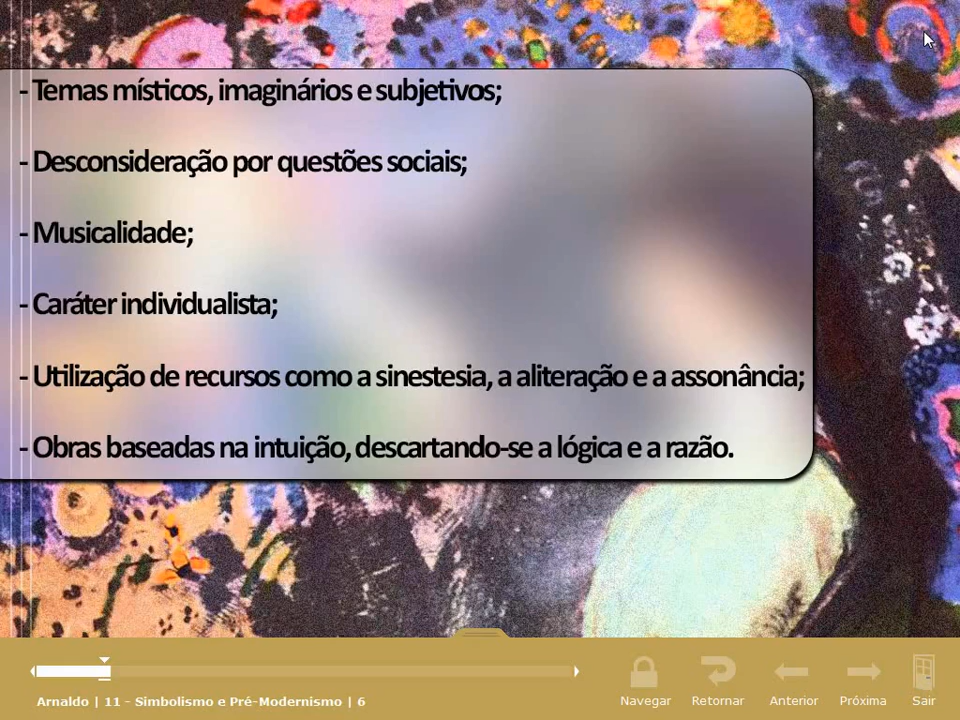 - Temas místicos, imaginários e subjetivos;
- Desconsideração por questões sociais;
- Musicalidade;
- Caráter individualista;
- Utilização de recursos como a sinestesia, a aliteração e a assonância;
- Obras baseadas na intuição, descartando-se a lógica e a razão.
Arnaldo | 11 - Simbolismo e Pré-Modernismo | 6
Navegar Retornar Anterior Próxima Sair